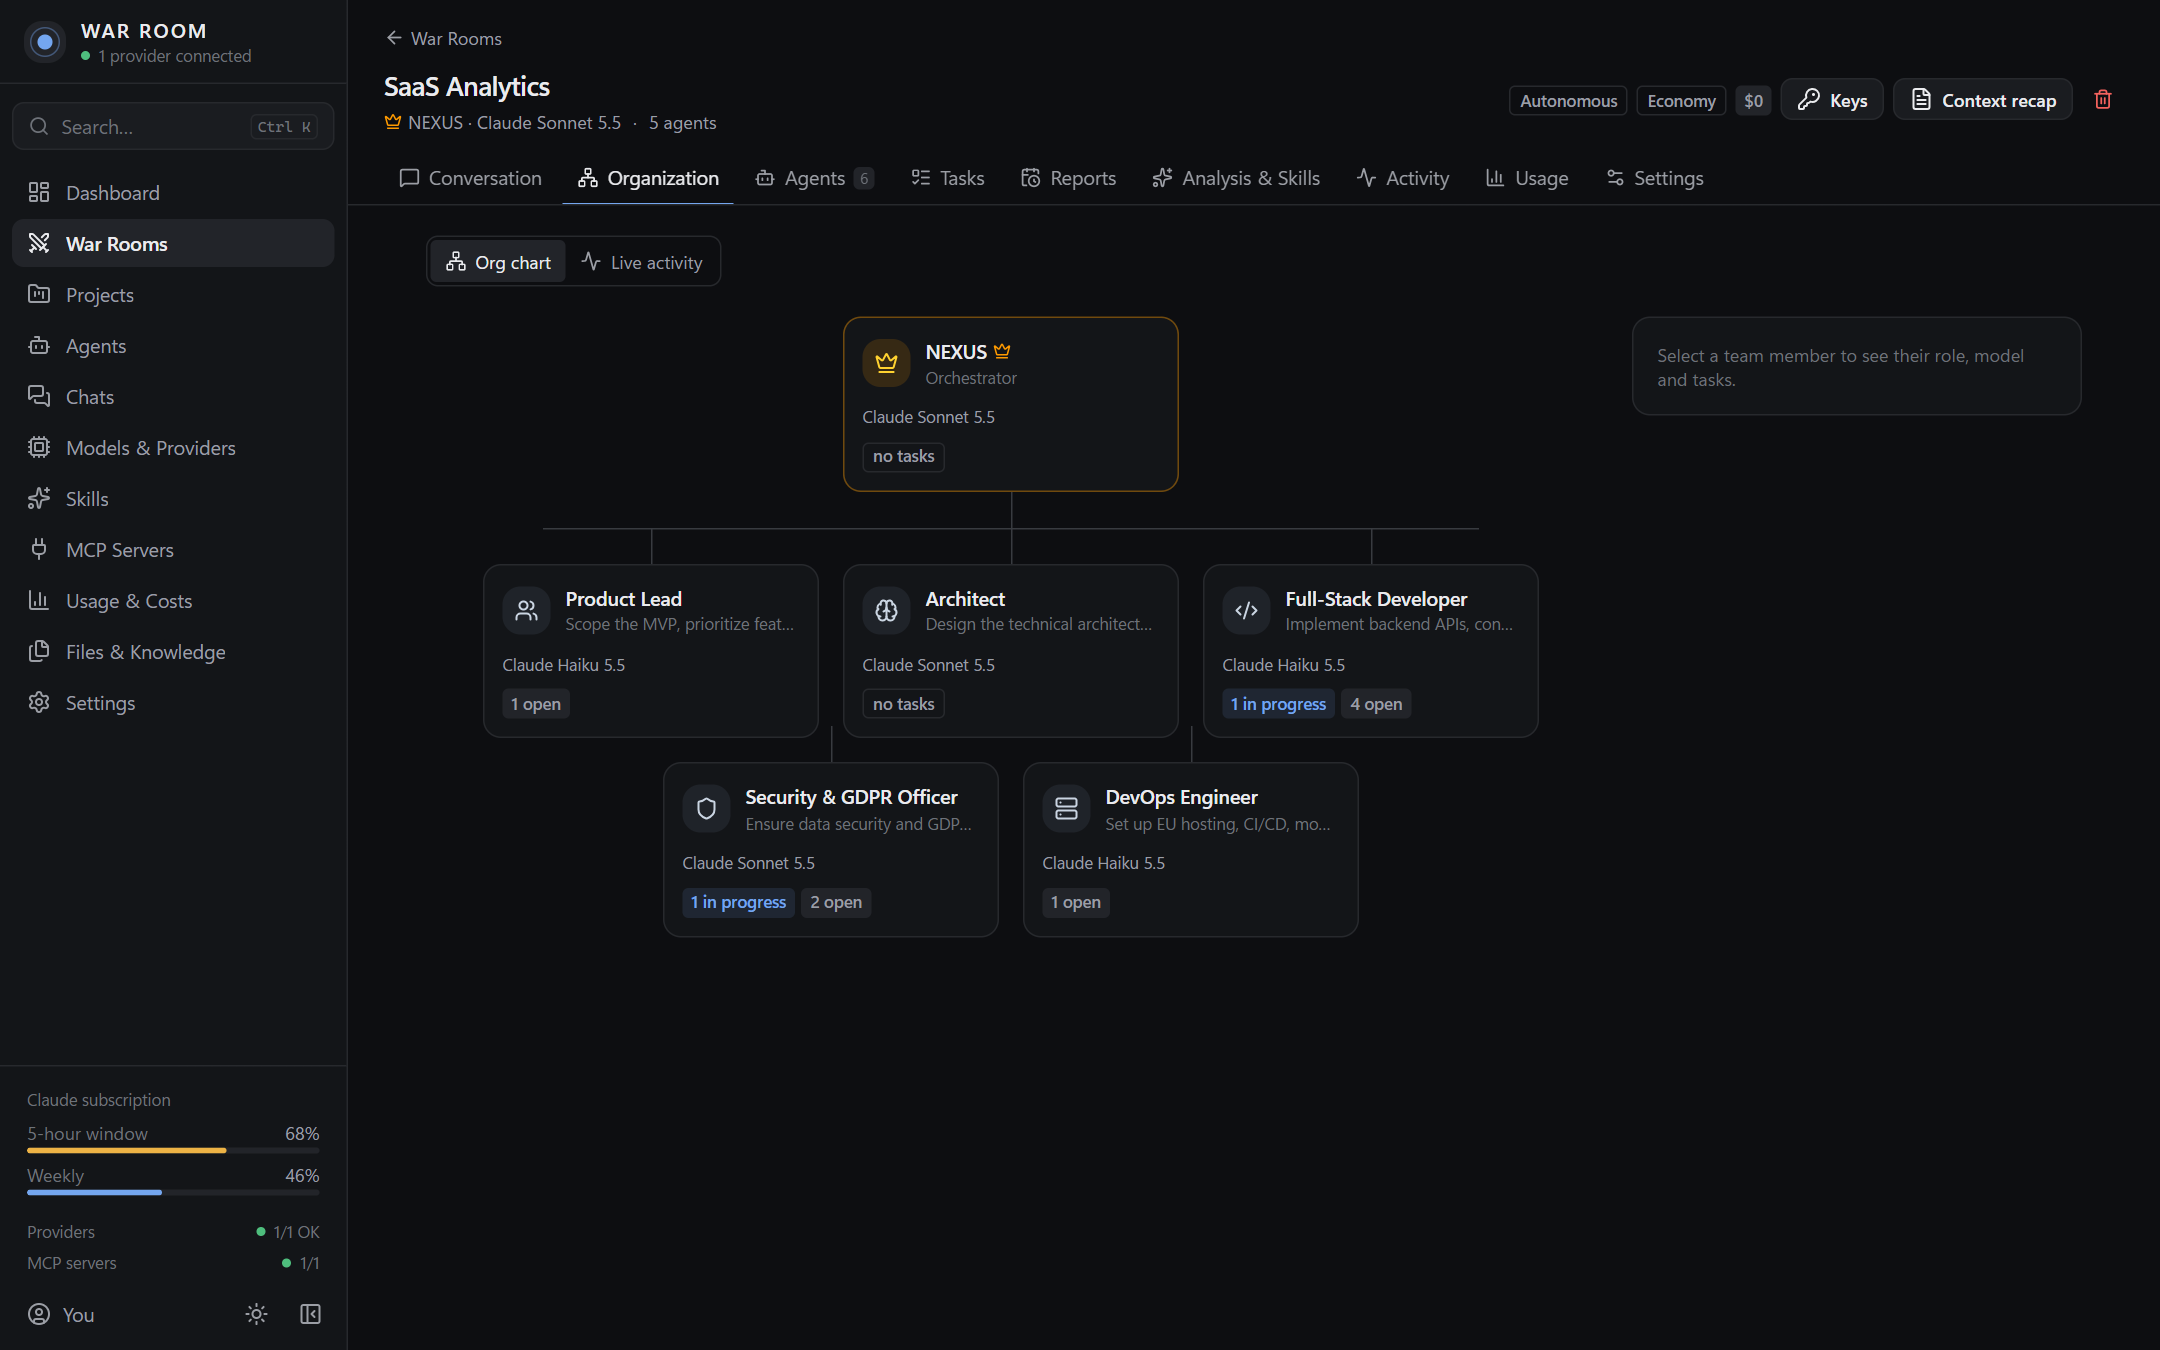 WAR ROOM
1 provider connected
Search...
Ctrl K
Dashboard
War Rooms
Projects
Agents
Chats
Models & Providers
Skills
MCP Servers
Usage & Costs
Files & Knowledge
Settings
Claude subscription
5-hour window 68%
Weekly 46%
Providers 1/1 OK
MCP servers 1/1
You
War Rooms
SaaS Analytics
NEXUS · Claude Sonnet 5.5 · 5 agents
Autonomous Economy $0 Keys Context recap
Conversation Organization Agents 6 Tasks Reports Analysis & Skills Activity Usage Settings
Org chart Live activity
NEXUS
Orchestrator
Claude Sonnet 5.5
no tasks
Select a team member to see their role, model
and tasks.
Product Lead
Scope the MVP, prioritize feat...
Claude Haiku 5.5
1 open
Architect
Design the technical architect...
Claude Sonnet 5.5
no tasks
Full-Stack Developer
Implement backend APIs, con...
Claude Haiku 5.5
1 in progress 4 open
Security & GDPR Officer
Ensure data security and GDP...
Claude Sonnet 5.5
1 in progress 2 open
DevOps Engineer
Set up EU hosting, CI/CD, mo...
Claude Haiku 5.5
1 open